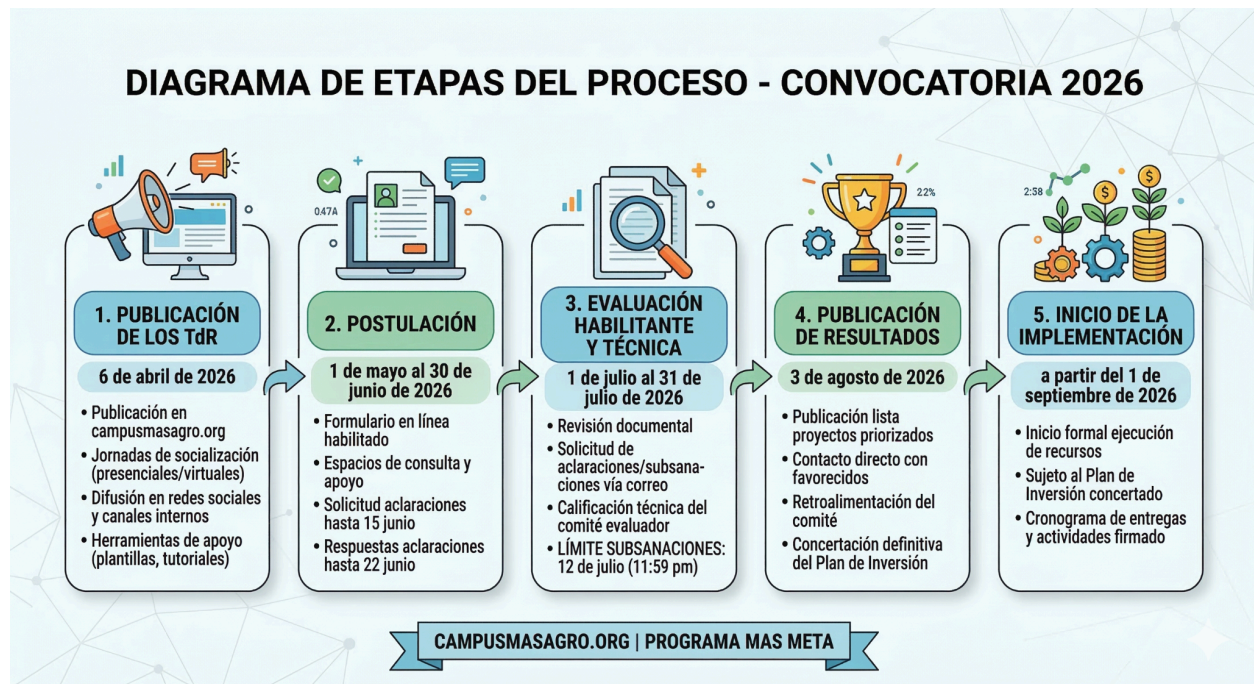 DIAGRAMA DE ETAPAS DEL PROCESO - CONVOCATORIA 2026
1. PUBLICACIÓN
DE LOS TdR
6 de abril de 2026
• Publicación en
campusmasagro.org
• Jornadas de socialización
(presenciales/virtuales)
• Difusión en redes sociales
y canales internos
• Herramientas de apoyo
(plantillas, tutoriales)
0.47A
2. POSTULACIÓN
1 de mayo al 30 de
junio de 2026
• Formulario en línea
habilitado
• Espacios de consulta y
apoyo
• Solicitud aclaraciones
hasta 15 junio
• Respuestas aclaraciones
hasta 22 junio
3. EVALUACIÓN
HABILITANTE
Y TÉCNICA
1 de julio al 31 de
julio de 2026
• Revisión documental
• Solicitud de
aclaraciones/subsana-
ciones vía correo
• Calificación técnica del
comité evaluador
• LÍMITE SUBSANACIONES:
12 de julio (11:59 pm)
22%
4. PUBLICACIÓN
DE RESULTADOS
3 de agosto de 2026
• Publicación lista
proyectos priorizados
• Contacto directo con
favorecidos
• Retroalimentación del
comité
• Concertación definitiva
del Plan de Inversión
2:58
$
$
5. INICIO DE LA
IMPLEMENTACIÓN
a partir del 1 de
septiembre de 2026
• Inicio formal ejecución
de recursos
• Sujeto al Plan de
Inversión concertado
• Cronograma de entregas
y actividades firmado
CAMPUSMASAGRO.ORG | PROGRAMA MAS META